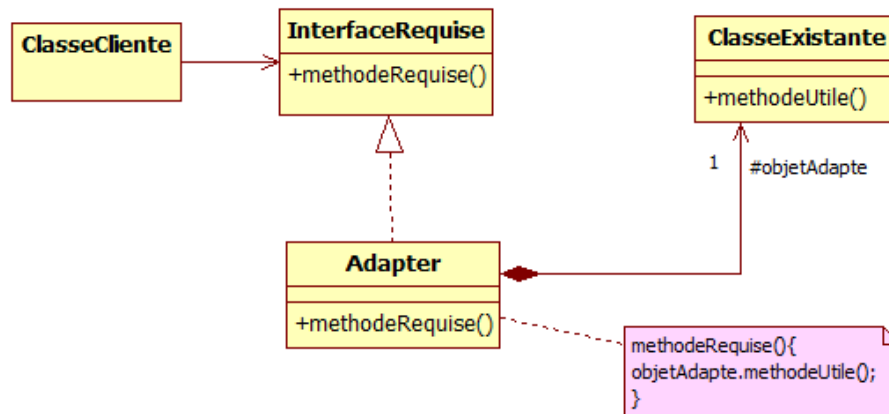 ClasseCliente
InterfaceRequise
+methodeRequise()
ClasseExistante
+methodeUtile()
1
#objetAdapte
Adapter
+methodeRequise()
methodeRequise(){
objetAdapte.methodeUtile();
}